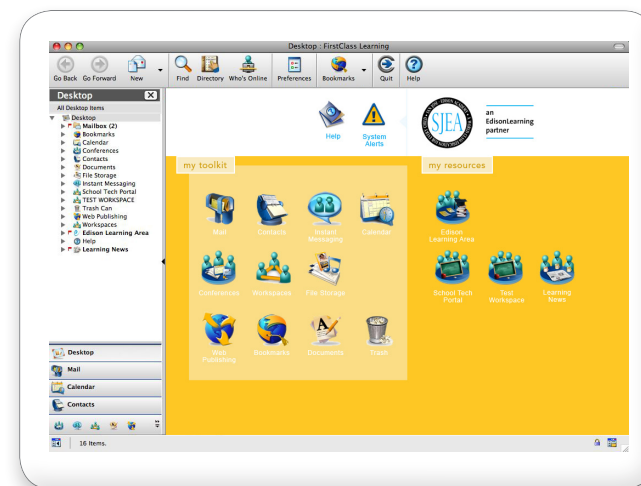 Desktop : FirstClass Learning
Go Back Go Forward New Find Directory Who's Online Preferences Bookmarks Quit Help
Desktop
All Desktop Items
Desktop
Mailbox (2)
Bookmarks
Calendar
Conferences
Contacts
Documents
File Storage
Instant Messaging
School Tech Portal
TEST WORKSPACE
Trash Can
Web Publishing
Workspaces
Edison Learning Area
Help
Learning News
Desktop
Mail
Calendar
Contacts
16 Items.
Help
System
Alerts
SJEA
an
EdisonLearning
partner
my toolkit
Mail
Contacts
Instant
Messaging
Calendar
Conferences
Workspaces
File Storage
Web
Publishing
Bookmarks
Documents
Trash
my resources
Edison
Learning Area
School Tech
Portal
Test
Workspace
Learning
News